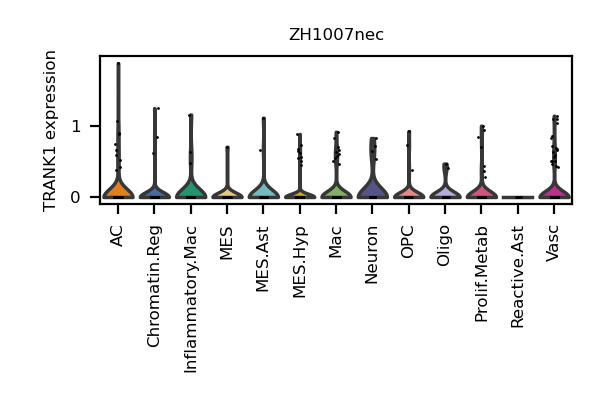 ZH1007nec
TRANK1 expression
1
0
AC
Chromatin.Reg
Inflammatory.Mac
MES
MES.Ast
MES.Hyp
Mac
Neuron
OPC
Oligo
Prolif.Metab
Reactive.Ast
Vasc